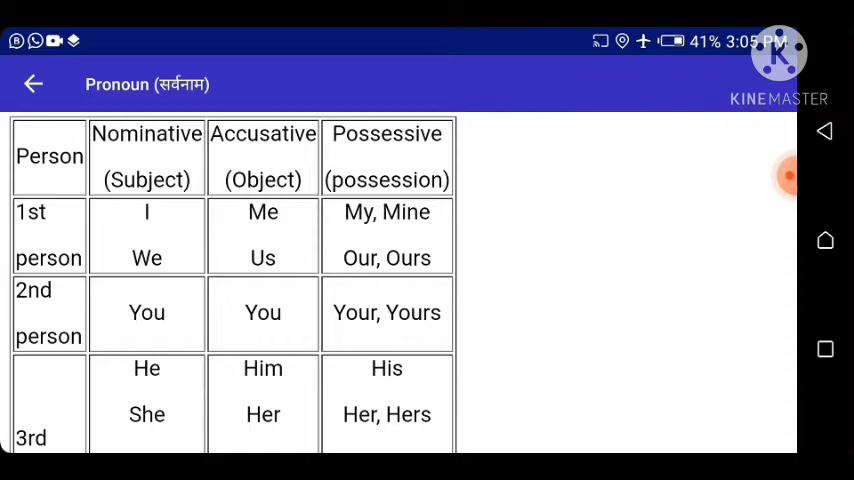 41% 3:05 PM
Pronoun (सर्वनाम)
KINEMASTER
Person Nominative (Subject) Accusative (Object) Possessive (possession)
1st person I Me My, Mine
We Us Our, Ours
2nd person You You Your, Yours
3rd He Him His
She Her Her, Hers